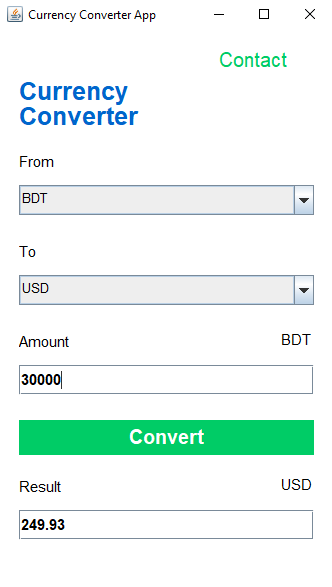 Currency Converter App
Contact
Currency
Converter
From
BDT
To
USD
Amount BDT
30000
Convert
Result USD
249.93